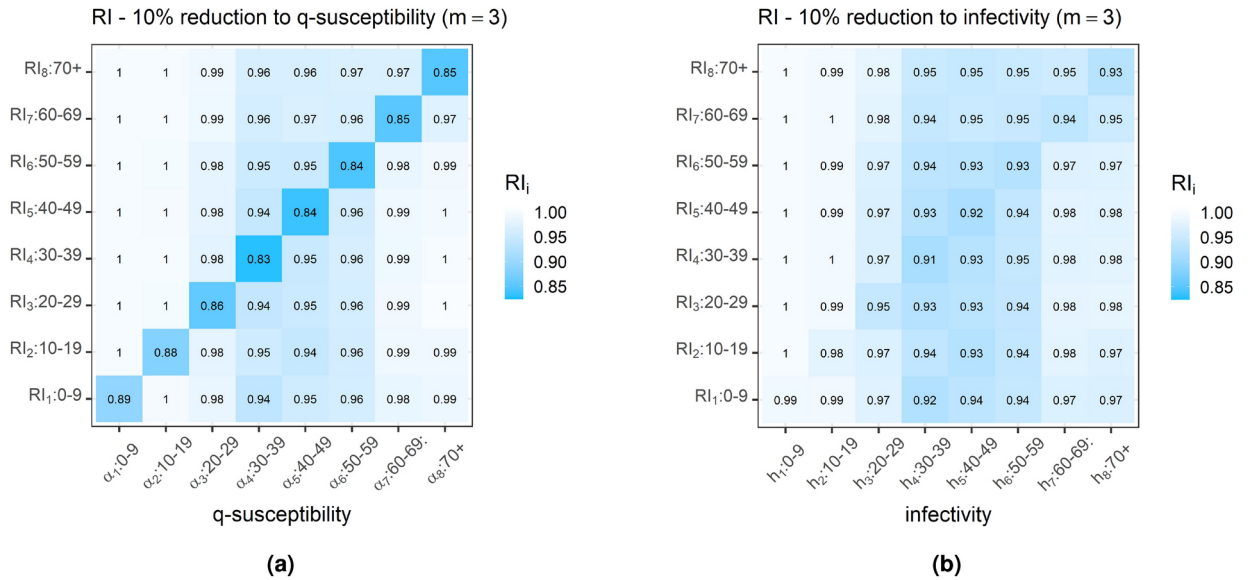 RI - 10% reduction to q-susceptibility (m = 3)
RI₈:70+ 1 1 0.99 0.96 0.96 0.97 0.97 0.85
RI₇:60-69 1 1 0.99 0.96 0.97 0.96 0.85 0.97
RI₆:50-59 1 1 0.98 0.95 0.95 0.84 0.98 0.99
RI₅:40-49 1 1 0.98 0.94 0.84 0.96 0.99 1
RI₄:30-39 1 1 0.98 0.83 0.95 0.96 0.99 1
RI₃:20-29 1 1 0.86 0.94 0.95 0.96 0.99 1
RI₂:10-19 1 0.88 0.98 0.95 0.94 0.96 0.99 0.99
RI₁:0-9 0.89 1 0.98 0.94 0.95 0.96 0.98 0.99
α₁:0-9 α₂:10-19 α₃:20-29 α₄:30-39 α₅:40-49 α₆:50-59 α₇:60-69: α₈:70+
q-susceptibility
RIᵢ
1.00
0.95
0.90
0.85
(a)
RI - 10% reduction to infectivity (m = 3)
RI₈:70+ 1 0.99 0.98 0.95 0.95 0.95 0.95 0.93
RI₇:60-69 1 1 0.98 0.94 0.95 0.95 0.94 0.95
RI₆:50-59 1 0.99 0.97 0.94 0.93 0.93 0.97 0.97
RI₅:40-49 1 0.99 0.97 0.93 0.92 0.94 0.98 0.98
RI₄:30-39 1 1 0.97 0.91 0.93 0.95 0.98 0.98
RI₃:20-29 1 0.99 0.95 0.93 0.93 0.94 0.98 0.98
RI₂:10-19 1 0.98 0.97 0.94 0.93 0.94 0.98 0.97
RI₁:0-9 0.99 0.99 0.97 0.92 0.94 0.94 0.97 0.97
h₁:0-9 h₂:10-19 h₃:20-29 h₄:30-39 h₅:40-49 h₆:50-59 h₇:60-69: h₈:70+
infectivity
RIᵢ
1.00
0.95
0.90
0.85
(b)